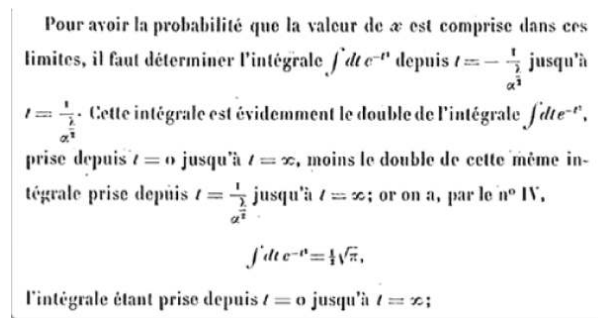 Pour avoir la probabilité que la valeur de x est comprise dans ces
limites, il faut déterminer l'intégrale ∫dt e^{-t²} depuis t = - 1/α^{λ/2} jusqu'à
t = 1/α^{λ/2}. Cette intégrale est évidemment le double de l'intégrale ∫dt e^{-t²},
prise depuis t = 0 jusqu'à t = ∞, moins le double de cette même in-
tégrale prise depuis t = 1/α^{λ/2} jusqu'à t = ∞; or on a, par le nº IV,
∫dt e^{-t²} = ½√π,
l'intégrale étant prise depuis t = 0 jusqu'à t = ∞;